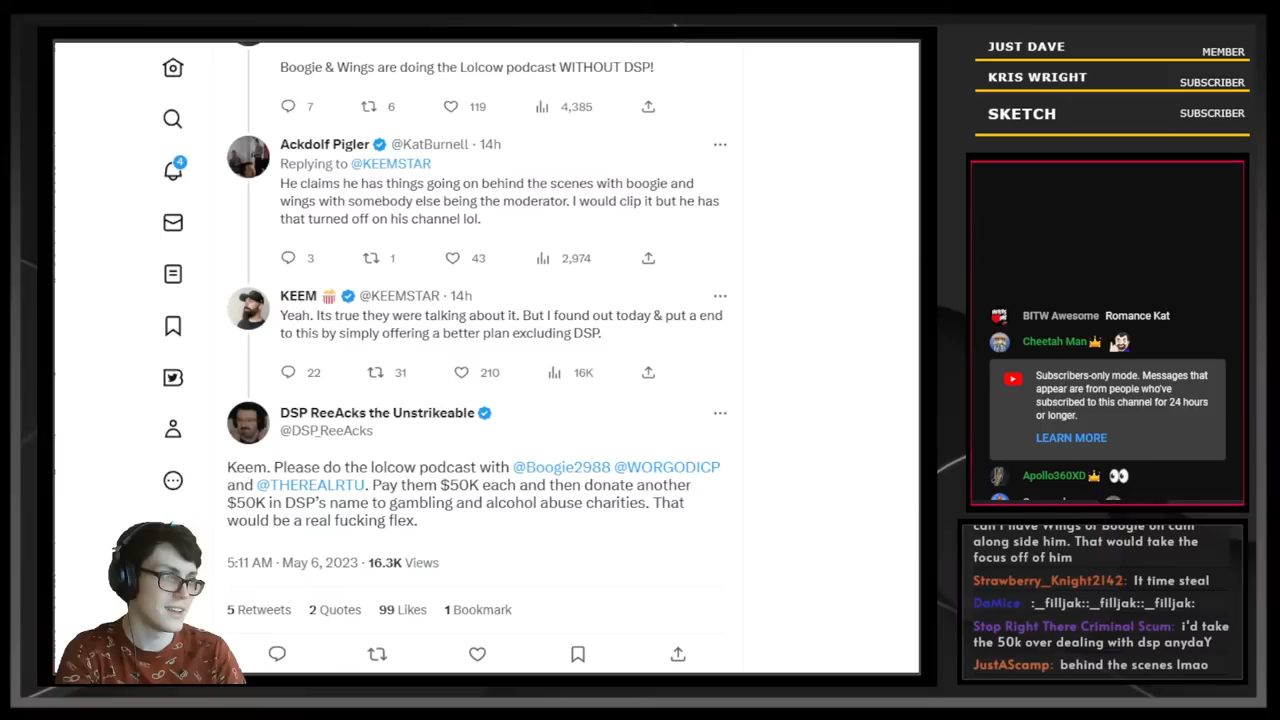 Boogie & Wings are doing the Lolcow podcast WITHOUT DSP!
7 6 119 4,385
Ackdolf Pigler @KatBurnell · 14h
Replying to @KEEMSTAR
He claims he has things going on behind the scenes with boogie and
wings with somebody else being the moderator. I would clip it but he has
that turned off on his channel lol.
3 1 43 2,974
KEEM 🍿 @KEEMSTAR · 14h
Yeah. Its true they were talking about it. But I found out today & put a end
to this by simply offering a better plan excluding DSP.
22 31 210 16K
DSP ReeAcks the Unstrikeable
@DSP_ReeAcks
Keem. Please do the lolcow podcast with @Boogie2988 @WORGODICP
and @THEREALRTU. Pay them $50K each and then donate another
$50K in DSP’s name to gambling and alcohol abuse charities. That
would be a real fucking flex.
5:11 AM · May 6, 2023 · 16.3K Views
5 Retweets 2 Quotes 99 Likes 1 Bookmark
4
JUST DAVE MEMBER
KRIS WRIGHT SUBSCRIBER
SKETCH SUBSCRIBER
BITW Awesome Romance Kat
Cheetah Man
Subscribers-only mode. Messages that
appear are from people who've
subscribed to this channel for 24 hours
or longer.
LEARN MORE
Apollo360XD 👀
can i have Wings or Boogie on cam
along side him. That would take the
focus off of him
Strawberry_Knight2142: It time steal
DaMice :_filljak::_filljak::_filljak:
Stop Right There Criminal Scum: i'd take
the 50k over dealing with dsp anydaY
JustAScamp: behind the scenes lmao